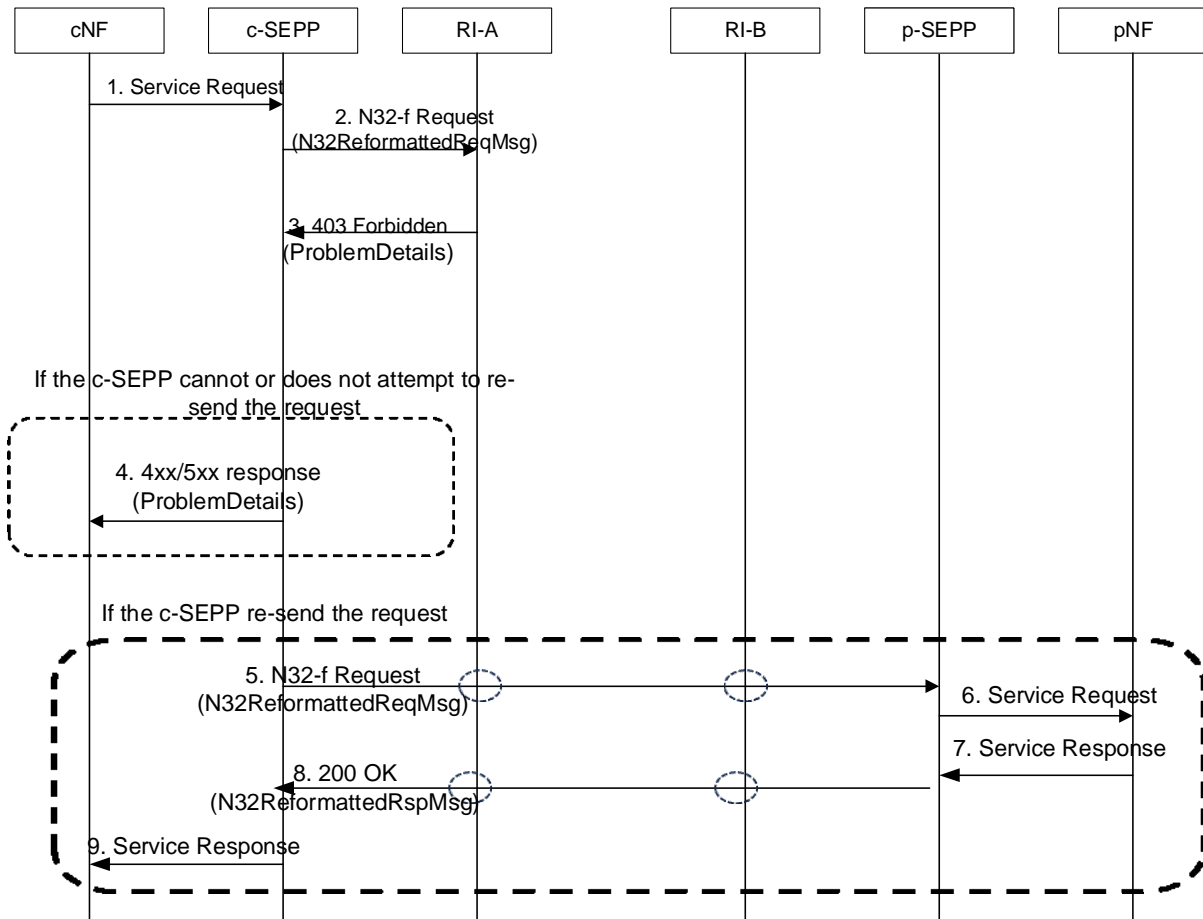 cNF
c-SEPP
RI-A
RI-B
p-SEPP
pNF
1. Service Request
2. N32-f Request
(N32ReformattedReqMsg)
3. 403 Forbidden
(ProblemDetails)
If the c-SEPP cannot or does not attempt to re-
send the request
4. 4xx/5xx response
(ProblemDetails)
If the c-SEPP re-send the request
5. N32-f Request
(N32ReformattedReqMsg)
6. Service Request
7. Service Response
8. 200 OK
(N32ReformattedRspMsg)
9. Service Response